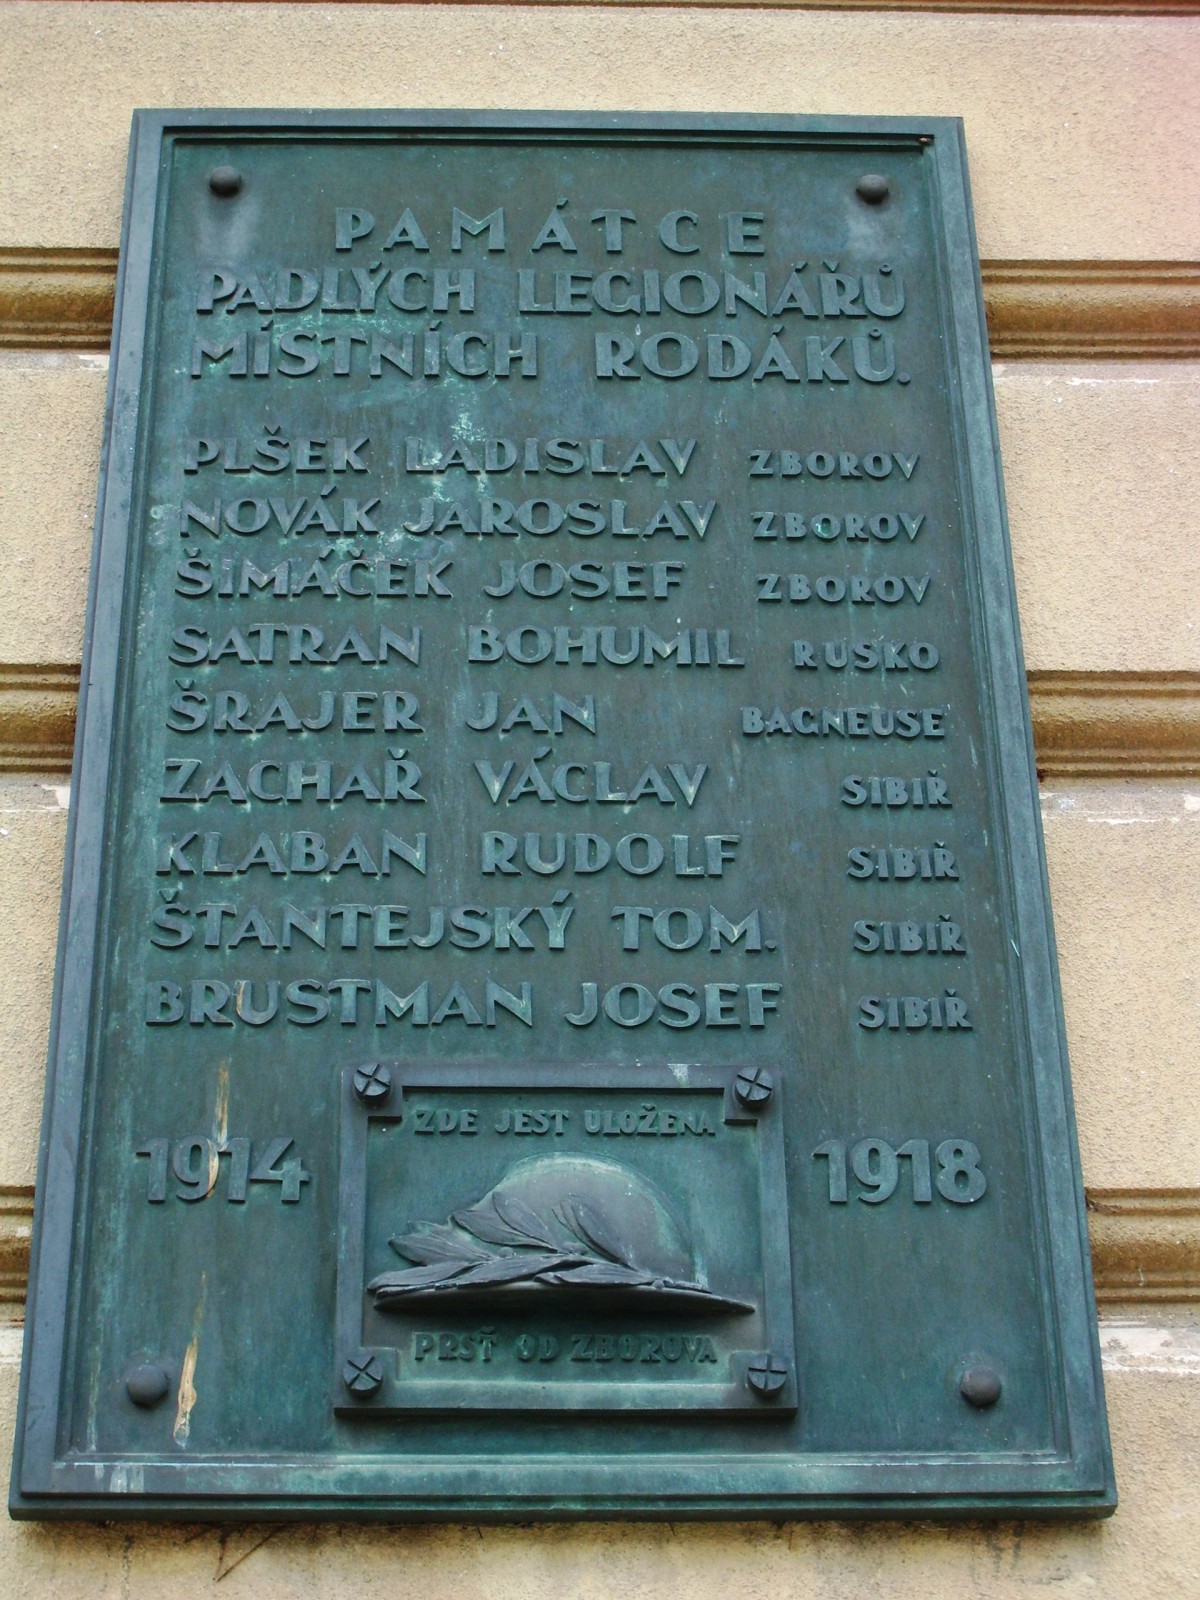 PAMÁTCE
PADLÝCH LEGIONÁŘŮ
MÍSTNÍCH RODÁKŮ.
PLŠEK LADISLAV ZBOROV
NOVÁK JAROSLAV ZBOROV
ŠIMÁČEK JOSEF ZBOROV
SATRAN BOHUMIL RUSKO
ŠRAJER JAN BAGNEUSE
ZACHAŘ VÁCLAV SIBIŘ
KLABAN RUDOLF SIBIŘ
ŠTANTEJSKÝ TOM. SIBIŘ
BRUSTMAN JOSEF SIBIŘ
ZDE JEST ULOŽENA
1914 1918
PRSŤ OD ZBOROVA